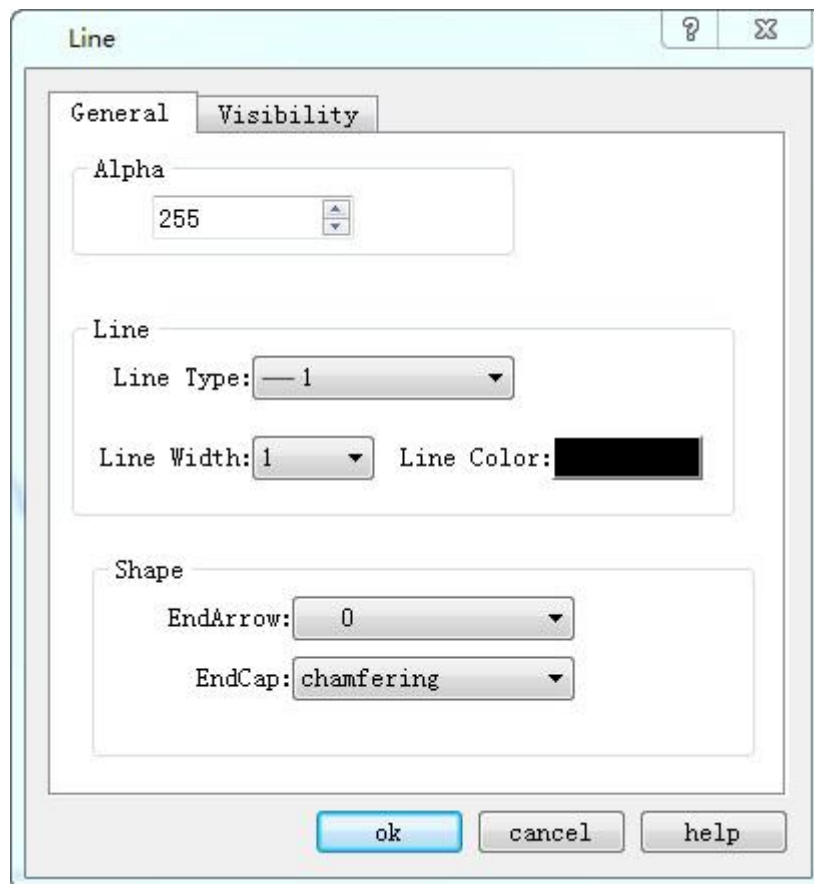 Line
General Visibility
Alpha
255
Line
Line Type: 1
Line Width: 1 Line Color:
Shape
EndArrow: 0
EndCap: chamfering
ok cancel help